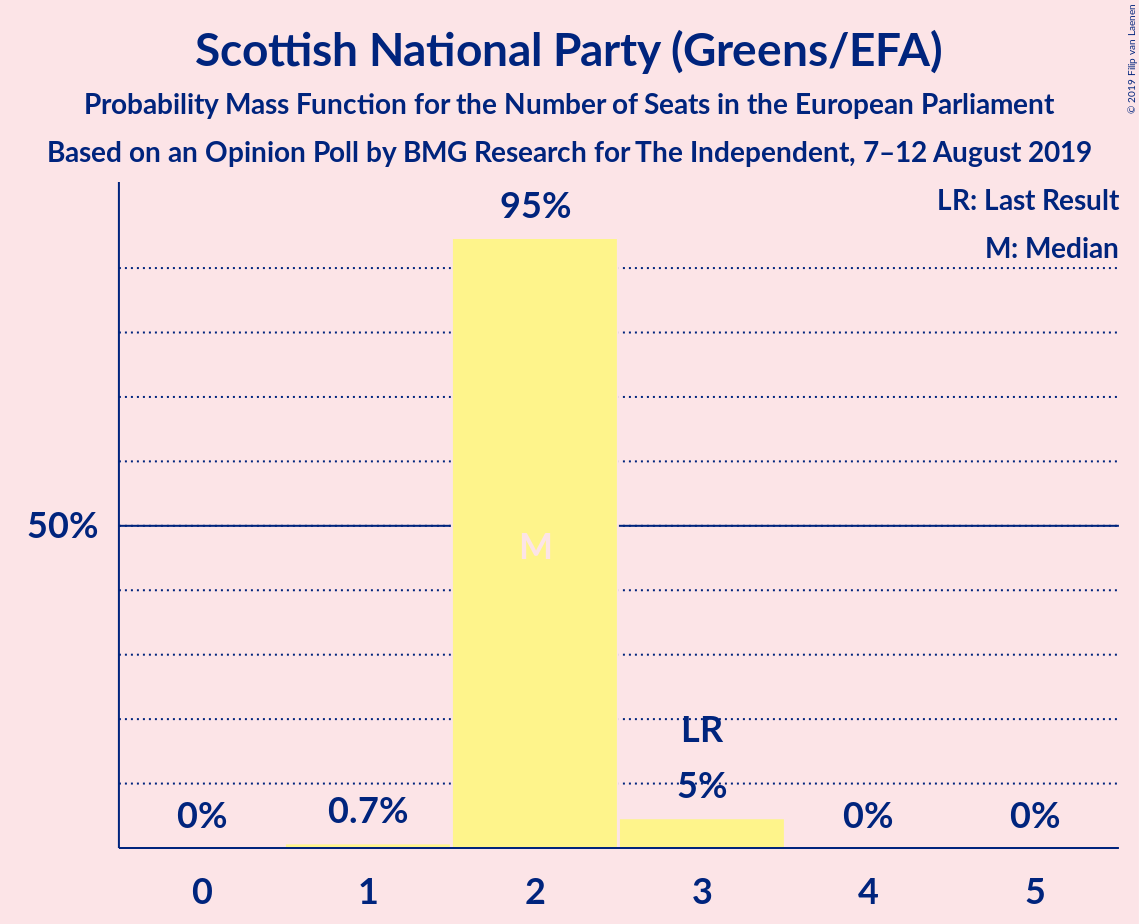 Scottish National Party (Greens/EFA)
Probability Mass Function for the Number of Seats in the European Parliament
Based on an Opinion Poll by BMG Research for The Independent, 7–12 August 2019
© 2019 Filip van Laenen
LR: Last Result
M: Median
95%
50%
M
LR
5%
0%
0.7%
0%
0%
0 1 2 3 4 5